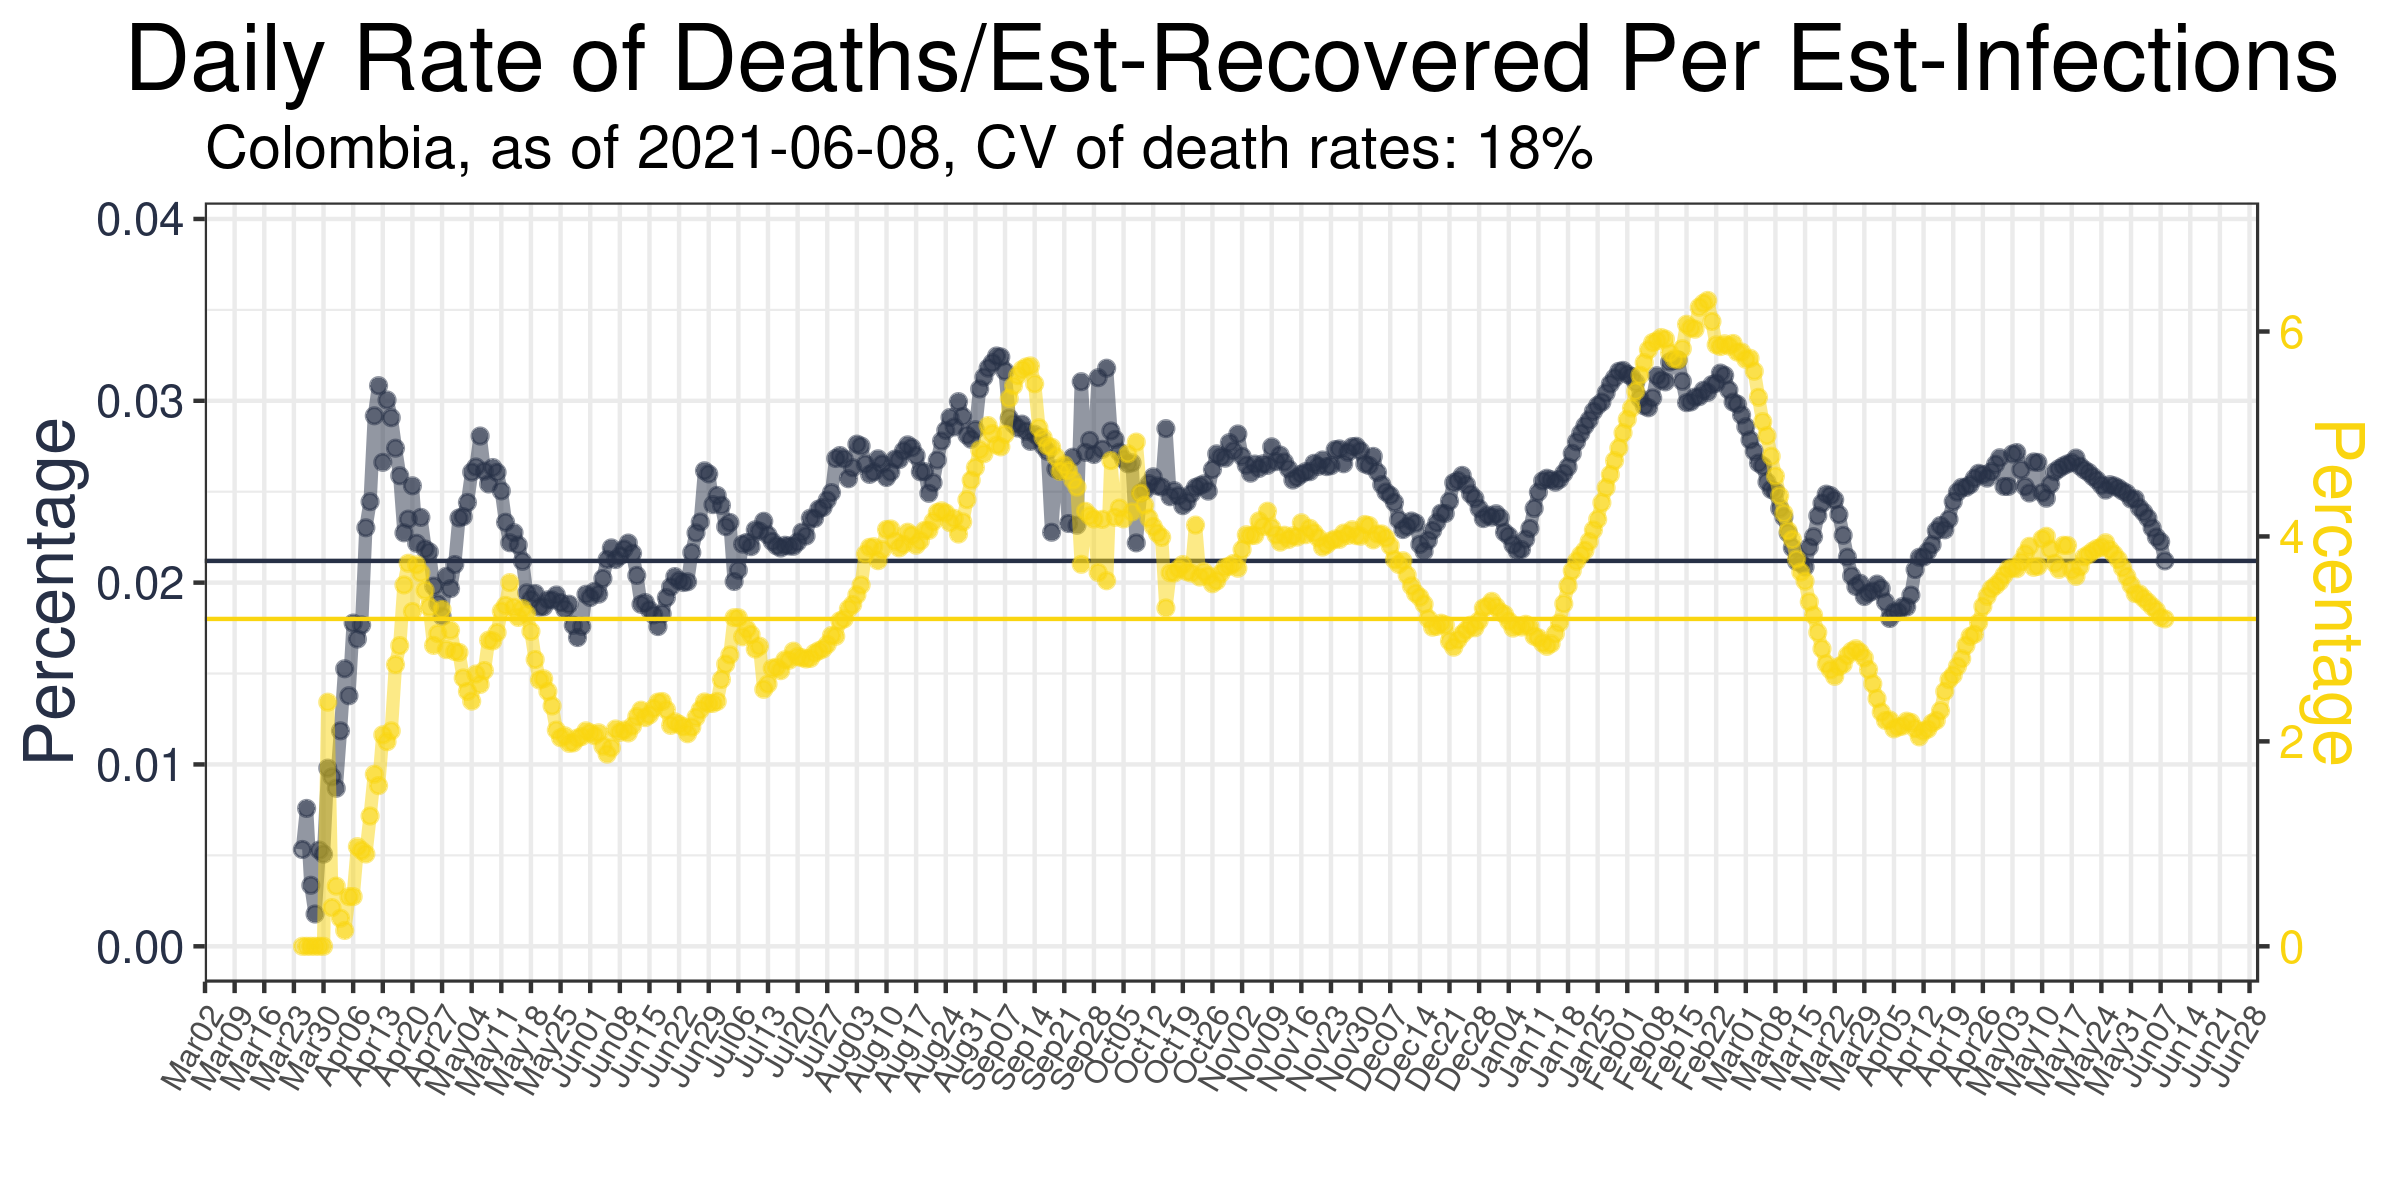 Daily Rate of Deaths/Est-Recovered Per Est-Infections
Colombia, as of 2021-06-08, CV of death rates: 18%
Percentage
0.04
0.03
0.02
0.01
0.00
6
4
2
0
Percentage
Mar02
Mar09
Mar16
Mar23
Mar30
Apr06
Apr13
Apr20
Apr27
May04
May11
May18
May25
Jun01
Jun08
Jun15
Jun22
Jun29
Jul06
Jul13
Jul20
Jul27
Aug03
Aug10
Aug17
Aug24
Aug31
Sep07
Sep14
Sep21
Sep28
Oct05
Oct12
Oct19
Oct26
Nov02
Nov09
Nov16
Nov23
Nov30
Dec07
Dec14
Dec21
Dec28
Jan04
Jan11
Jan18
Jan25
Feb01
Feb08
Feb15
Feb22
Mar01
Mar08
Mar15
Mar22
Mar29
Apr05
Apr12
Apr19
Apr26
May03
May10
May17
May24
May31
Jun07
Jun14
Jun21
Jun28